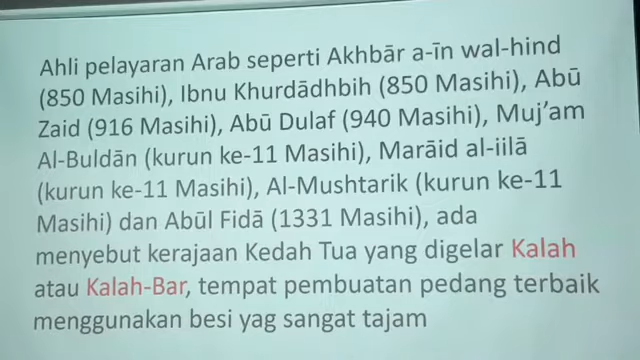 Ahli pelayaran Arab seperti Akhbār a-īn wal-hind
(850 Masihi), Ibnu Khurdādhbih (850 Masihi), Abū
Zaid (916 Masihi), Abū Dulaf (940 Masihi), Muj’am
Al-Buldān (kurun ke-11 Masihi), Marāid al-iilā
(kurun ke-11 Masihi), Al-Mushtarik (kurun ke-11
Masihi) dan Abūl Fidā (1331 Masihi), ada
menyebut kerajaan Kedah Tua yang digelar Kalah
atau Kalah-Bar, tempat pembuatan pedang terbaik
menggunakan besi yag sangat tajam